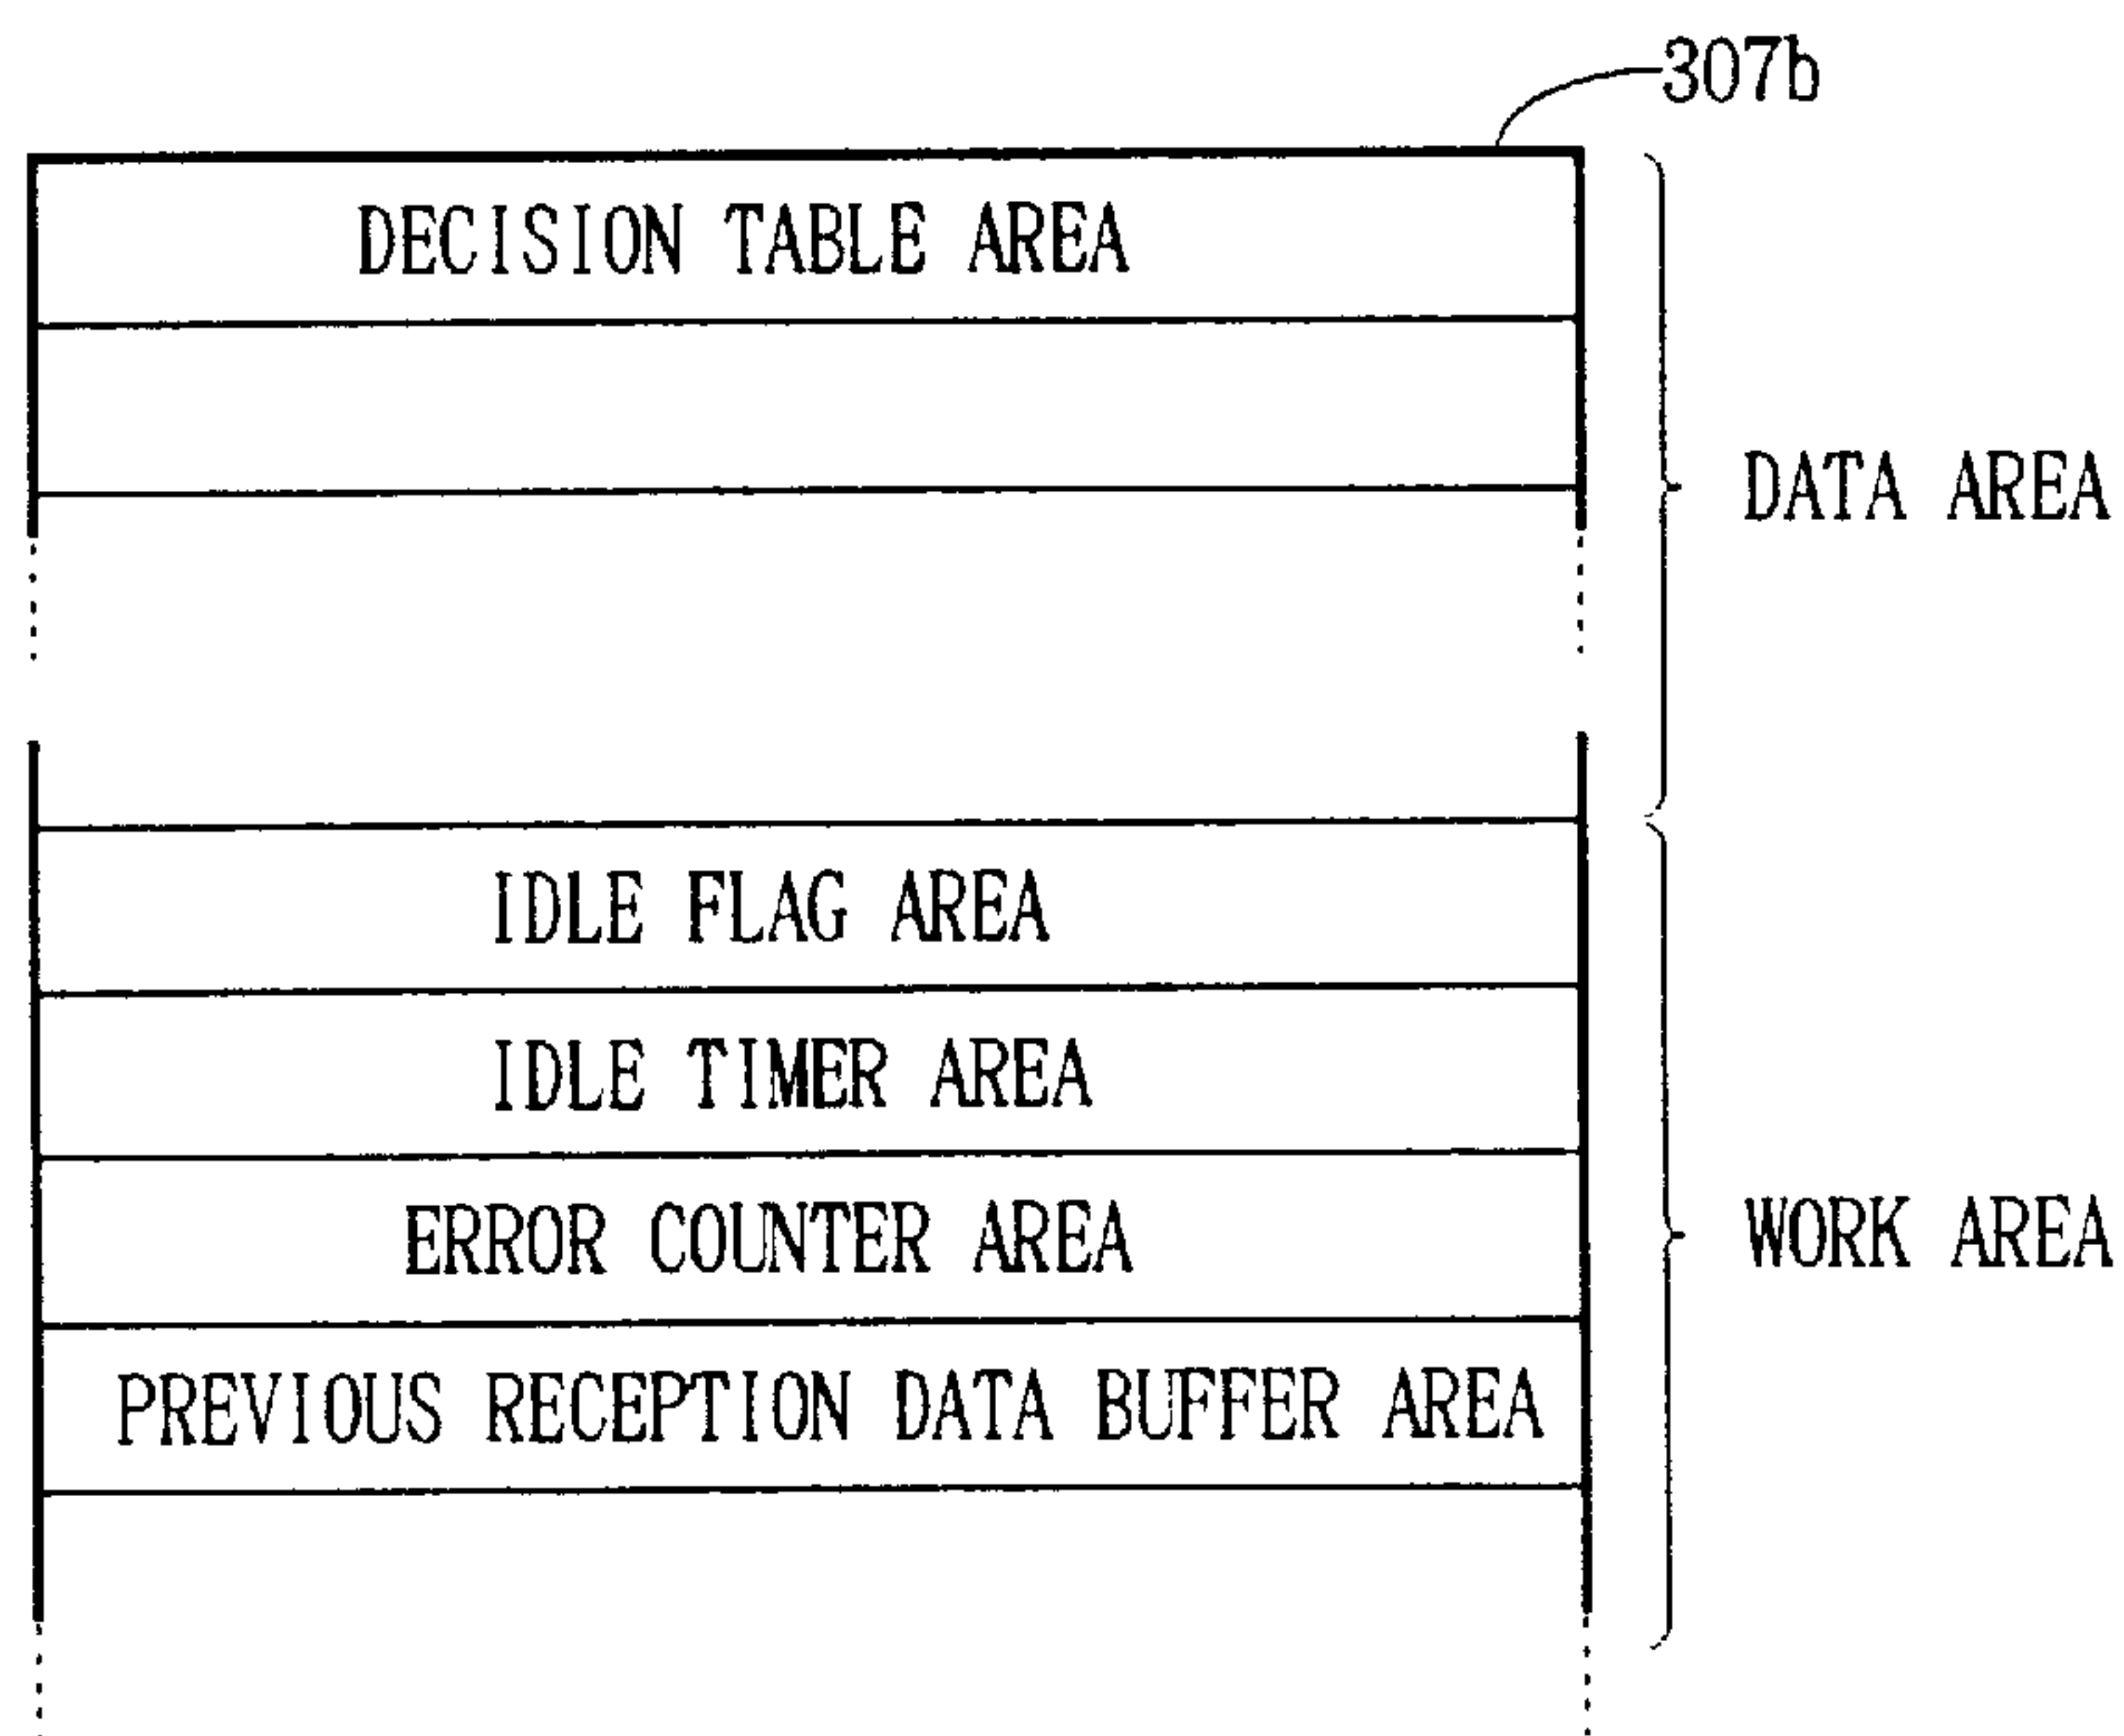 307b
DECISION TABLE AREA
DATA AREA
IDLE FLAG AREA
IDLE TIMER AREA
ERROR COUNTER AREA
WORK AREA
PREVIOUS RECEPTION DATA BUFFER AREA